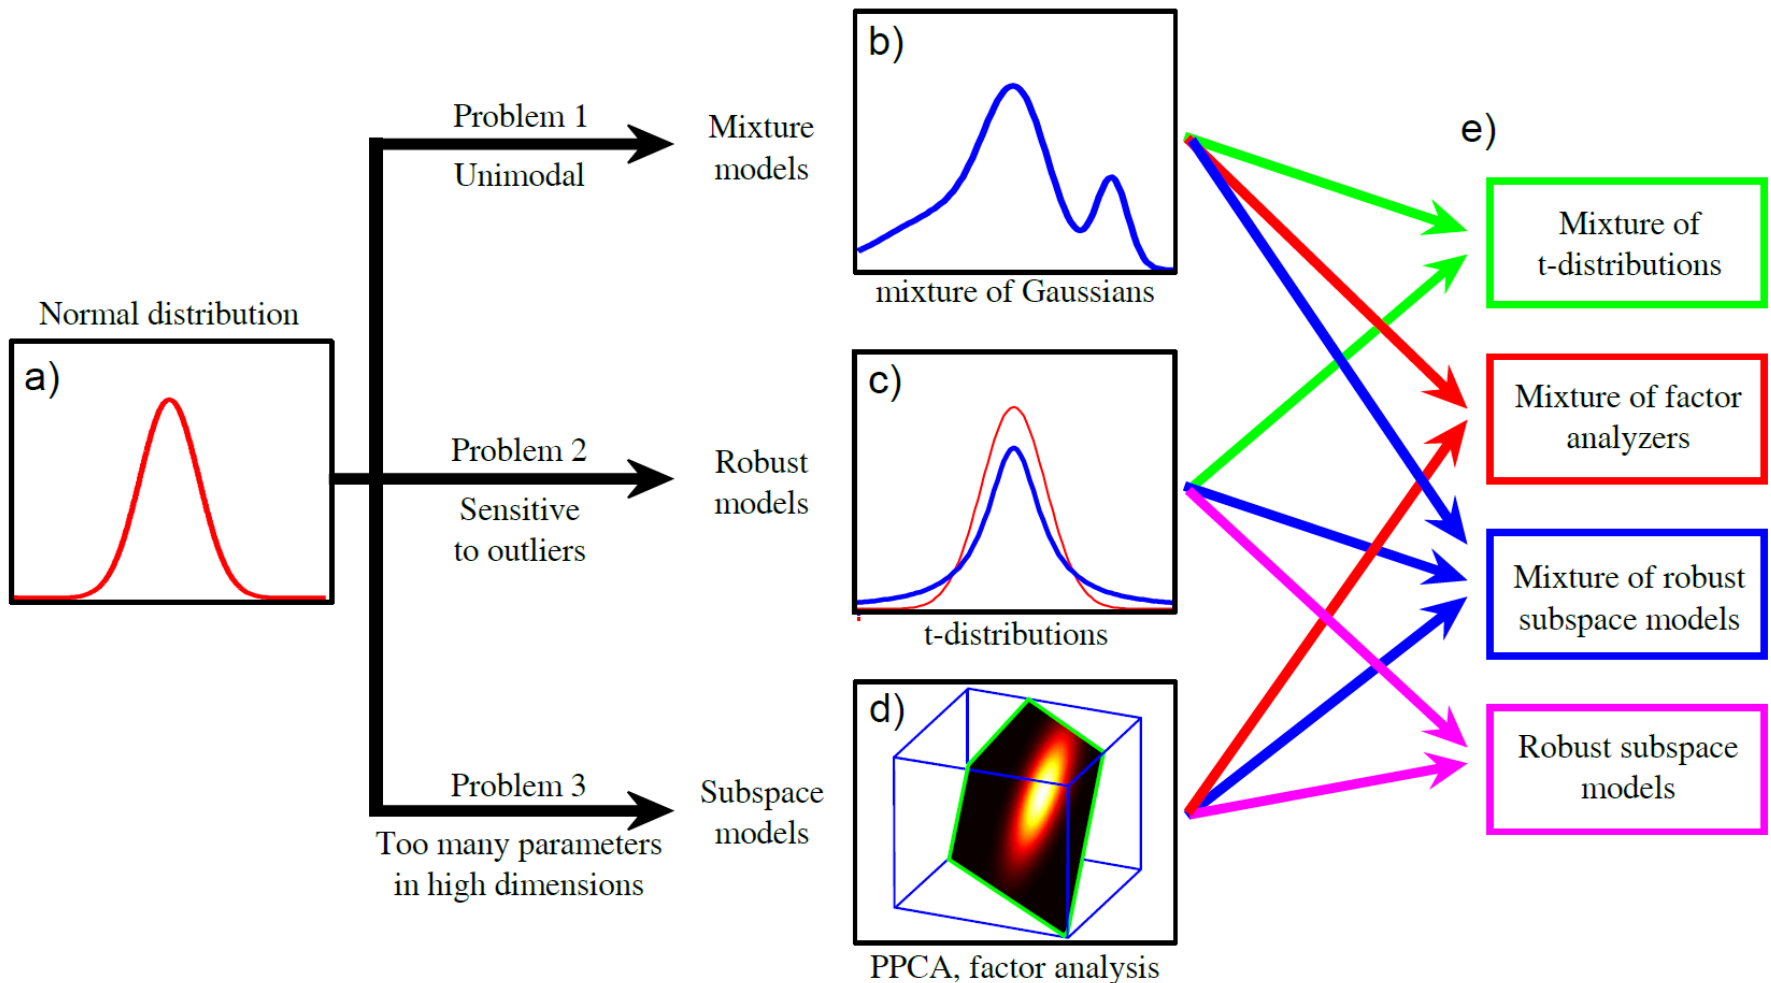 Normal distribution
a)
Problem 1
Unimodal
Mixture
models
b)
mixture of Gaussians
Problem 2
Sensitive
to outliers
Robust
models
c)
t-distributions
Problem 3
Too many parameters
in high dimensions
Subspace
models
d)
PPCA, factor analysis
e)
Mixture of
t-distributions
Mixture of factor
analyzers
Mixture of robust
subspace models
Robust subspace
models